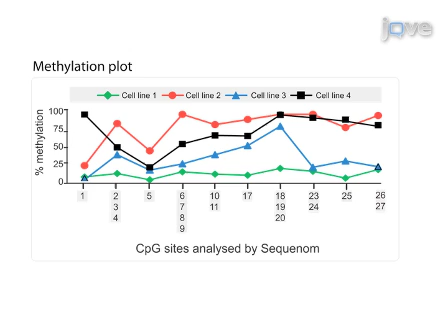 jove
Methylation plot
Cell line 1 Cell line 2 Cell line 3 Cell line 4
% methylation
100
75
50
25
0
1 2 5 6 10 17 18 23 25 26
3 7 11 19 24 27
4 8 20
9
CpG sites analysed by Sequenom